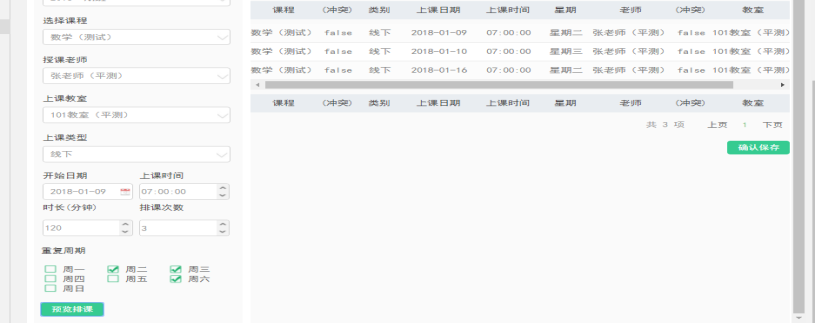 选择课程
数学（测试）
授课老师
张老师（平测）
上课教室
101教室（平测）
上课类型
线下
开始日期 上课时间
2018-01-09 07:00:00
时长(分钟) 排课次数
120 3
重复周期
周一 周二 周三
周四 周五 周六
周日
预览排课
课程 (冲突) 类别 上课日期 上课时间 星期 老师 (冲突) 教室
数学（测试） false 线下 2018-01-09 07:00:00 星期二 张老师（平测） false 101教室（平测）
数学（测试） false 线下 2018-01-10 07:00:00 星期三 张老师（平测） false 101教室（平测）
数学（测试） false 线下 2018-01-16 07:00:00 星期二 张老师（平测） false 101教室（平测）
课程 (冲突) 类别 上课日期 上课时间 星期 老师 (冲突) 教室
共 3 项 上页 1 下页
确认保存